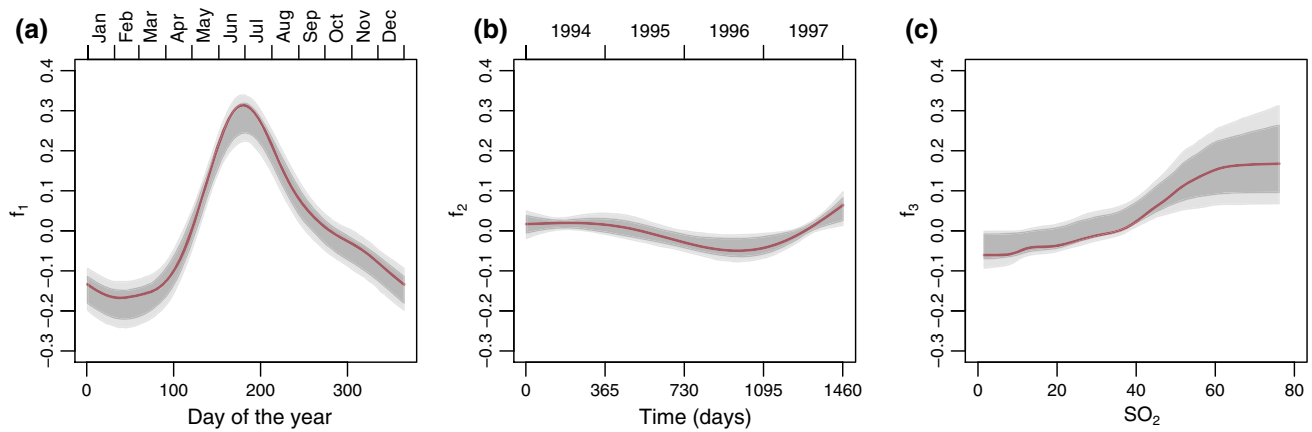 (a)
Jan Feb Mar Apr May Jun Jul Aug Sep Oct Nov Dec
f1
−0.3 −0.2 −0.1 0.0 0.1 0.2 0.3 0.4
0 100 200 300
Day of the year
(b)
1994 1995 1996 1997
f2
−0.3 −0.2 −0.1 0.0 0.1 0.2 0.3 0.4
0 365 730 1095 1460
Time (days)
(c)
f3
−0.3 −0.2 −0.1 0.0 0.1 0.2 0.3 0.4
0 20 40 60 80
SO2